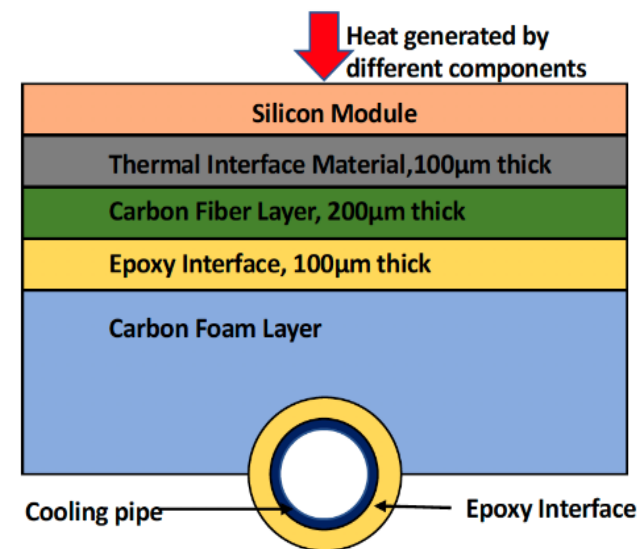 Heat generated by
different components
Silicon Module
Thermal Interface Material,100µm thick
Carbon Fiber Layer, 200µm thick
Epoxy Interface, 100µm thick
Carbon Foam Layer
Cooling pipe
Epoxy Interface